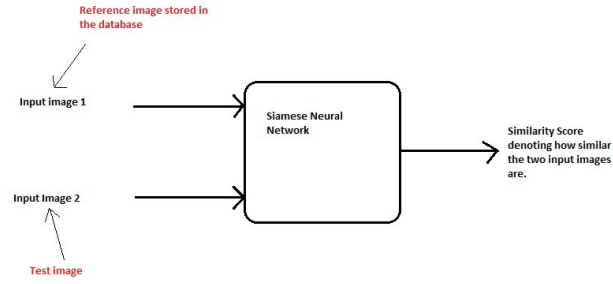 Reference image stored in
the database
Input image 1
Siamese Neural
Network
Similarity Score
denoting how similar
the two input images
are.
Input Image 2
Test image